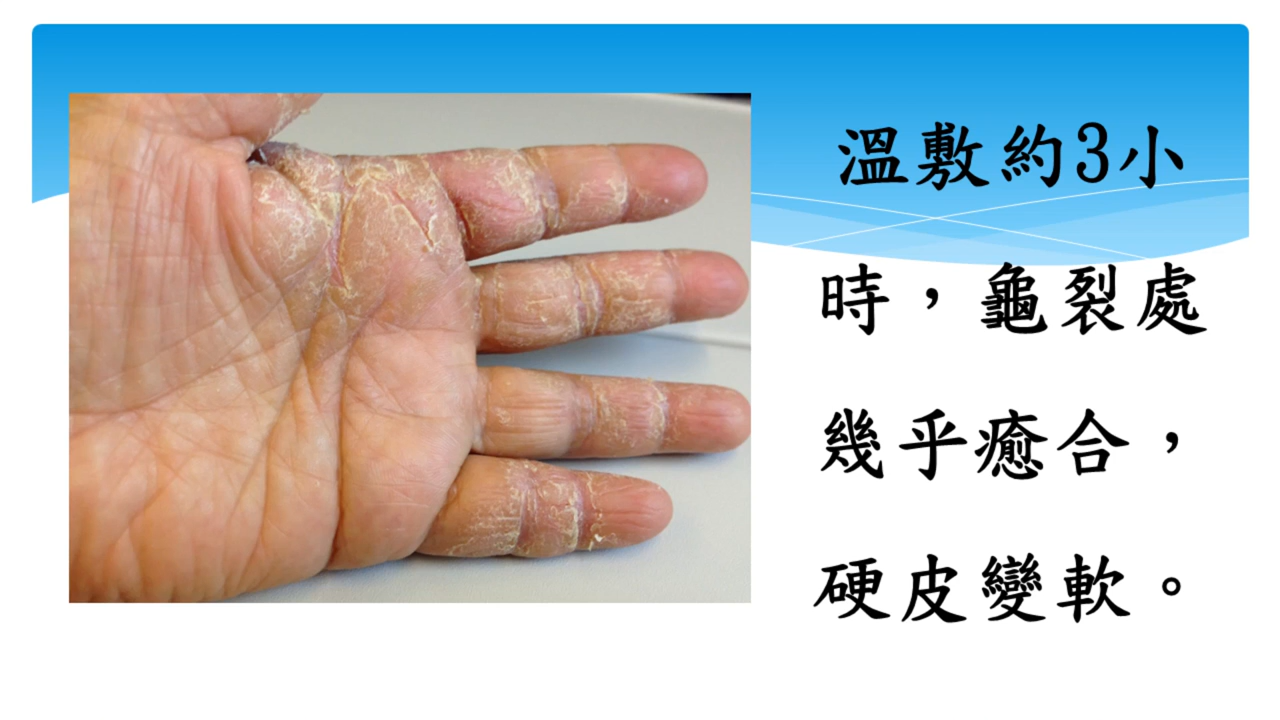 溫敷約3小
時，龜裂處
幾乎癒合，
硬皮變軟。